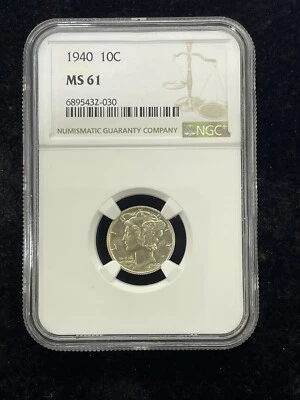 1940 10C
MS 61
6895432-030
NUMISMATIC GUARANTY COMPANY
NGC